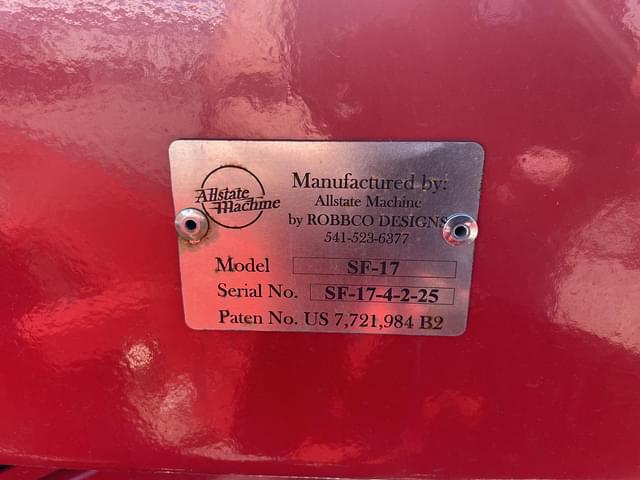 Allstate
Machine
Manufactured by:
Allstate Machine
by ROBBCO DESIGNS
541-523-6377
Model SF-17
Serial No. SF-17-4-2-25
Paten No. US 7,721,984 B2